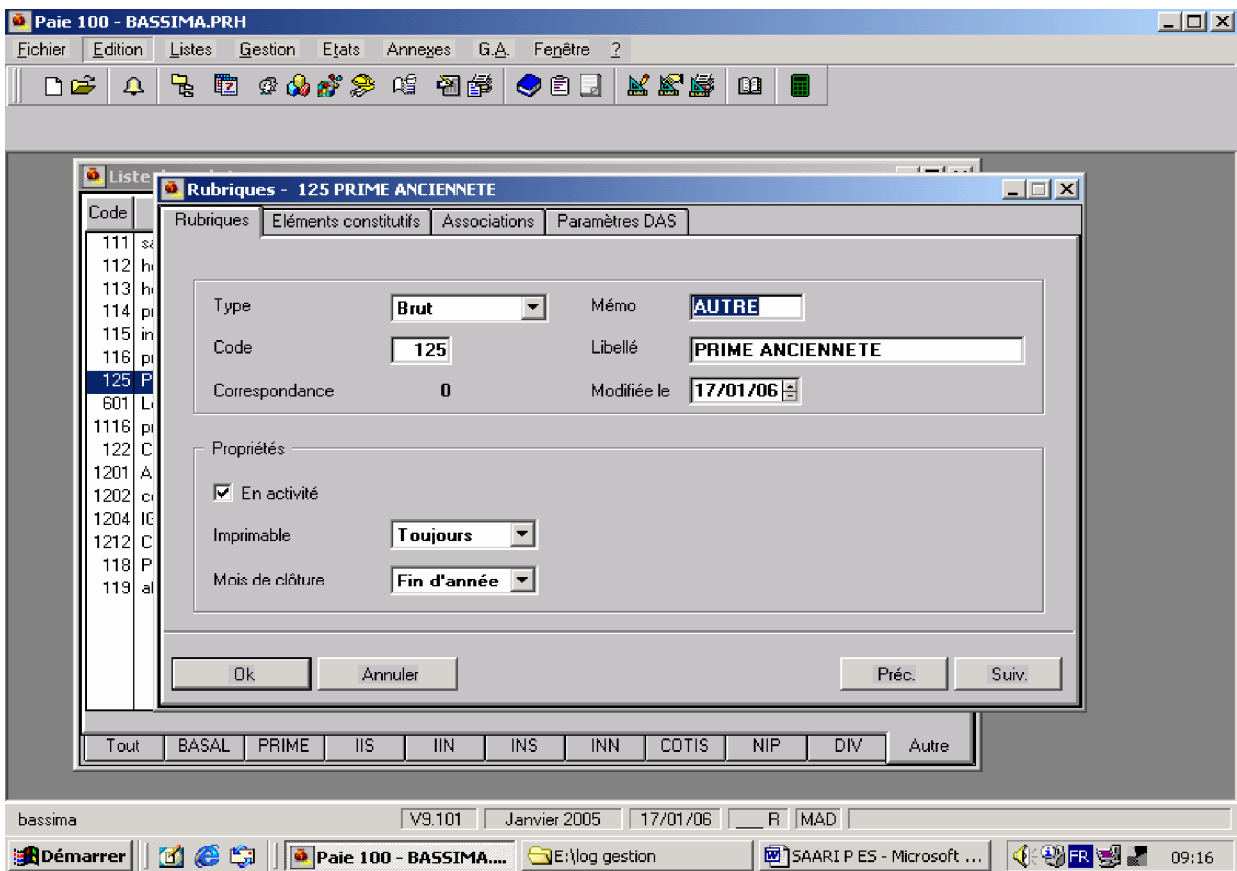 Paie 100 - BASSIMA.PRH
Fichier Edition Listes Gestion Etats Annexes G.A. Fenêtre ?
Liste
Rubriques - 125 PRIME ANCIENNETE
Code
Rubriques Eléments constitutifs Associations Paramètres DAS
111
112
113
114
115
116
125 P
601
1116
122 C
1201 A
1202
1204
1212 C
118 P
119
Type Brut Mémo AUTRE
Code 125 Libellé PRIME ANCIENNETE
Correspondance 0 Modifiée le 17/01/06
Propriétés
En activité
Imprimable Toujours
Mois de clôture Fin d'année
Ok Annuler Préc. Suiv.
Tout BASAL PRIME IIS IIN INS INN COTIS NIP DIV Autre
bassima V9.101 Janvier 2005 17/01/06 ___ R MAD
Démarrer Paie 100 - BASSIMA.... E:\log gestion SAARI P ES - Microsoft ... FR 09:16